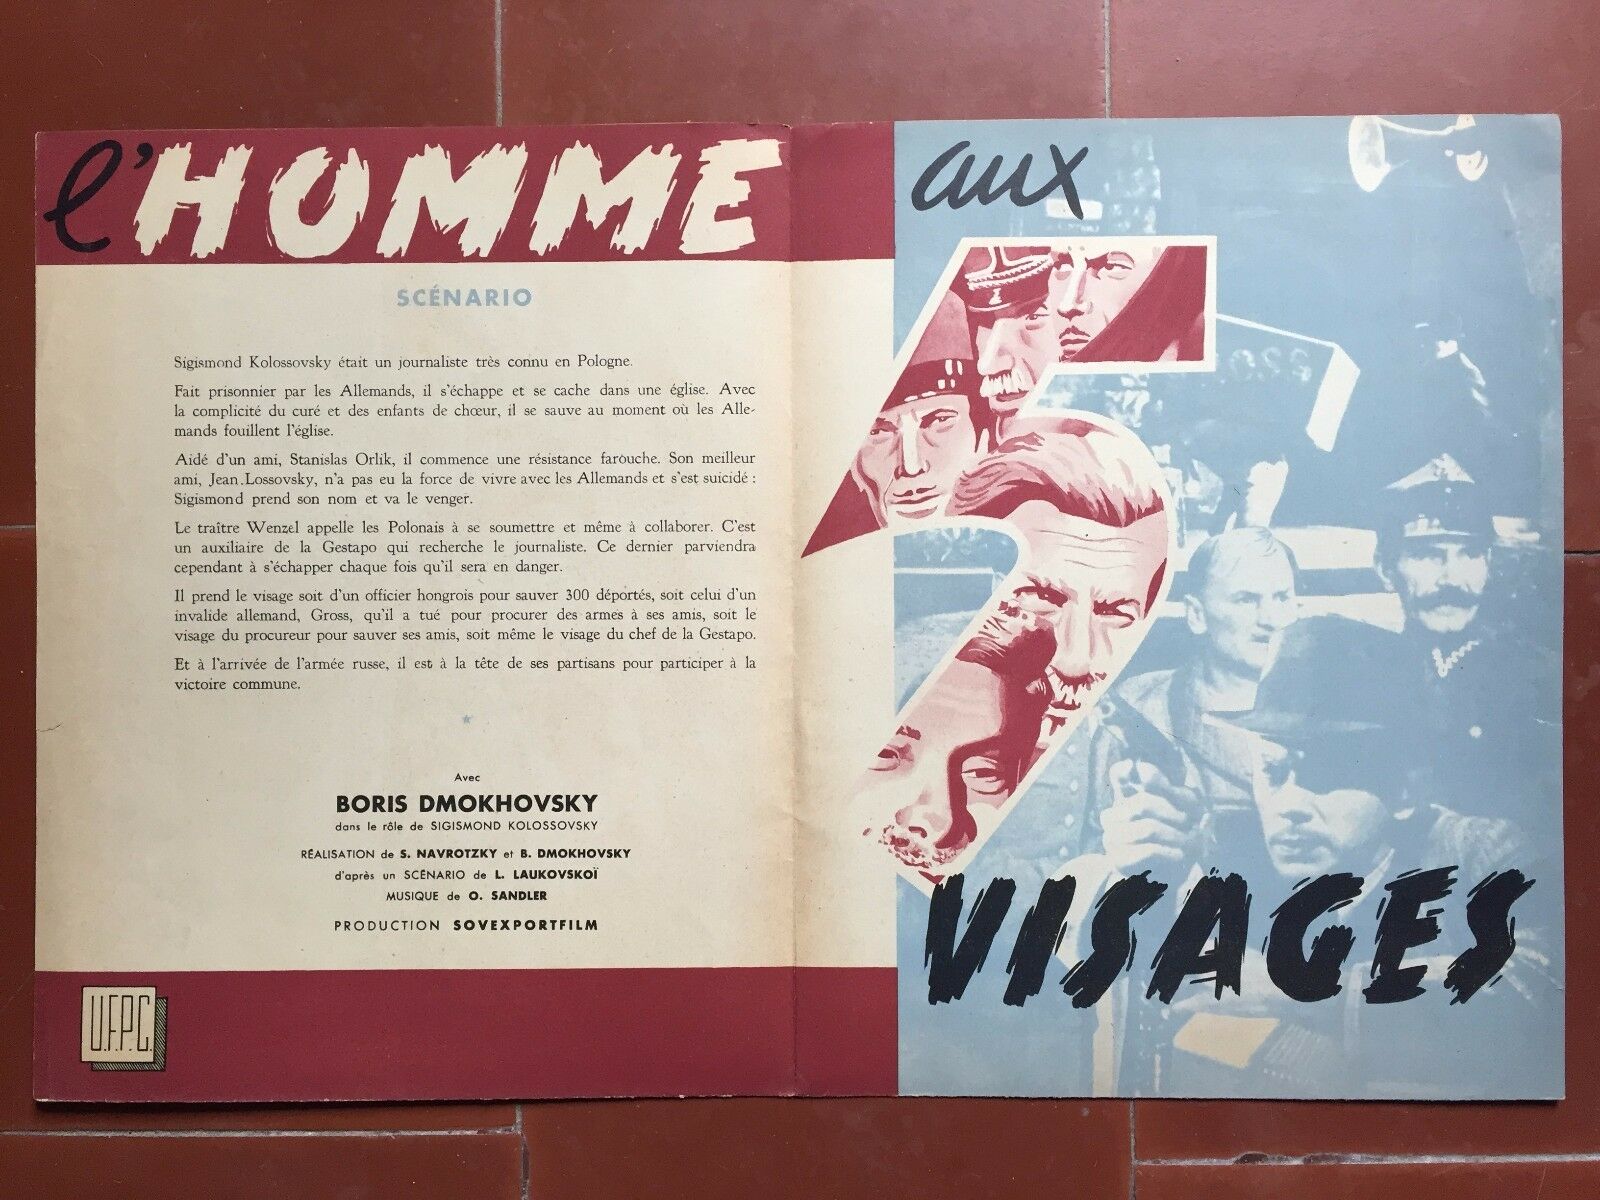 l'HOMME
SCÉNARIO
Sigismond Kolossovsky était un journaliste très connu en Pologne.
Fait prisonnier par les Allemands, il s'échappe et se cache dans une église. Avec
la complicité du curé et des enfants de chœur, il se sauve au moment où les Alle-
mands fouillent l'église.
Aidé d'un ami, Stanislas Orlik, il commence une résistance farouche. Son meilleur
ami, Jean Lossovsky, n'a pas eu la force de vivre avec les Allemands et s'est suicidé :
Sigismond prend son nom et va le venger.
Le traître Wenzel appelle les Polonais à se soumettre et même à collaborer. C'est
un auxiliaire de la Gestapo qui recherche le journaliste. Ce dernier parviendra
cependant à s'échapper chaque fois qu'il sera en danger.
Il prend le visage soit d'un officier hongrois pour sauver 300 déportés, soit celui d'un
invalide allemand, Gross, qu'il a tué pour procurer des armes à ses amis, soit le
visage du procureur pour sauver ses amis, soit même le visage du chef de la Gestapo.
Et à l'arrivée de l'armée russe, il est à la tête de ses partisans pour participer à la
victoire commune.
Avec
BORIS DMOKHOVSKY
dans le rôle de SIGISMOND KOLOSSOVSKY
RÉALISATION de S. NAVROTZKY et B. DMOKHOVSKY
d'après un SCÉNARIO de L. LAUKOVSKOÏ
MUSIQUE de O. SANDLER
PRODUCTION SOVEXPORTFILM
U.F.P.C.
aux
5
VISAGES